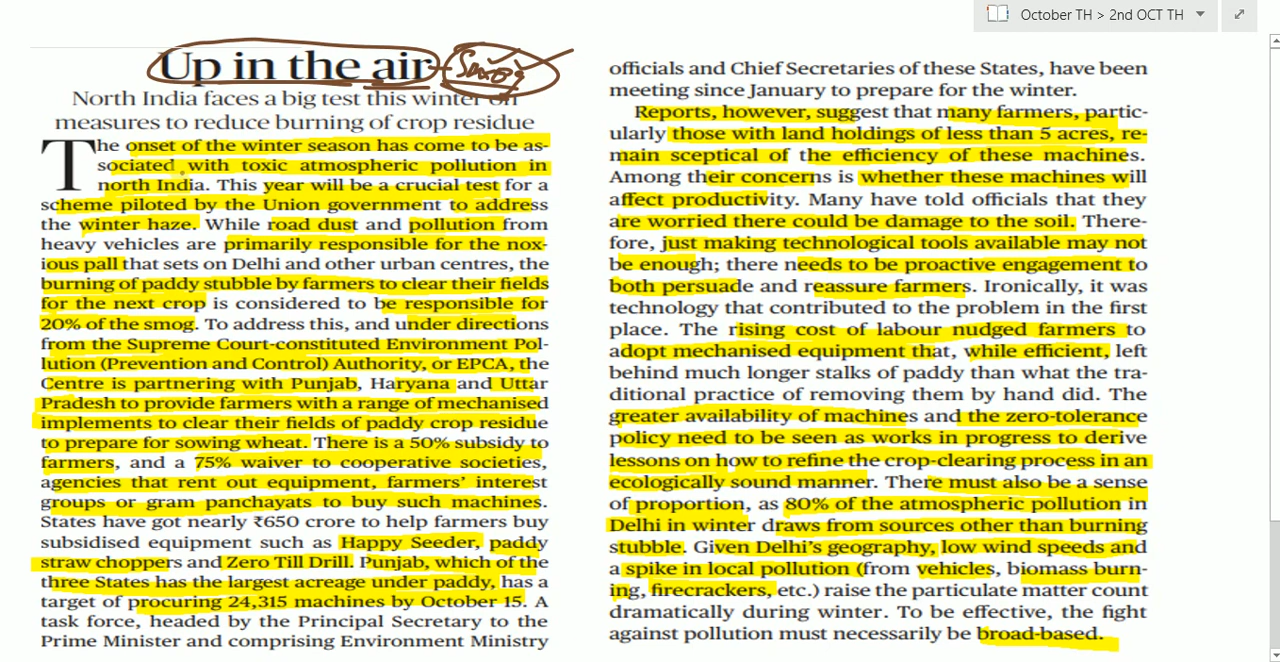 October TH > 2nd OCT TH
Up in the air
Smog
North India faces a big test this winter on
measures to reduce burning of crop residue
The onset of the winter season has come to be as-
sociated with toxic atmospheric pollution in
north India. This year will be a crucial test for a
scheme piloted by the Union government to address
the winter haze. While road dust and pollution from
heavy vehicles are primarily responsible for the nox-
ious pall that sets on Delhi and other urban centres, the
burning of paddy stubble by farmers to clear their fields
for the next crop is considered to be responsible for
20% of the smog. To address this, and under directions
from the Supreme Court-constituted Environment Pol-
lution (Prevention and Control) Authority, or EPCA, the
Centre is partnering with Punjab, Haryana and Uttar
Pradesh to provide farmers with a range of mechanised
implements to clear their fields of paddy crop residue
to prepare for sowing wheat. There is a 50% subsidy to
farmers, and a 75% waiver to cooperative societies,
agencies that rent out equipment, farmers' interest
groups or gram panchayats to buy such machines.
States have got nearly ₹650 crore to help farmers buy
subsidised equipment such as Happy Seeder, paddy
straw choppers and Zero Till Drill. Punjab, which of the
three States has the largest acreage under paddy, has a
target of procuring 24,315 machines by October 15. A
task force, headed by the Principal Secretary to the
Prime Minister and comprising Environment Ministry
officials and Chief Secretaries of these States, have been
meeting since January to prepare for the winter.
Reports, however, suggest that many farmers, partic-
ularly those with land holdings of less than 5 acres, re-
main sceptical of the efficiency of these machines.
Among their concerns is whether these machines will
affect productivity. Many have told officials that they
are worried there could be damage to the soil. There-
fore, just making technological tools available may not
be enough; there needs to be proactive engagement to
both persuade and reassure farmers. Ironically, it was
technology that contributed to the problem in the first
place. The rising cost of labour nudged farmers to
adopt mechanised equipment that, while efficient, left
behind much longer stalks of paddy than what the tra-
ditional practice of removing them by hand did. The
greater availability of machines and the zero-tolerance
policy need to be seen as works in progress to derive
lessons on how to refine the crop-clearing process in an
ecologically sound manner. There must also be a sense
of proportion, as 80% of the atmospheric pollution in
Delhi in winter draws from sources other than burning
stubble. Given Delhi's geography, low wind speeds and
a spike in local pollution (from vehicles, biomass burn-
ing, firecrackers, etc.) raise the particulate matter count
dramatically during winter. To be effective, the fight
against pollution must necessarily be broad-based.